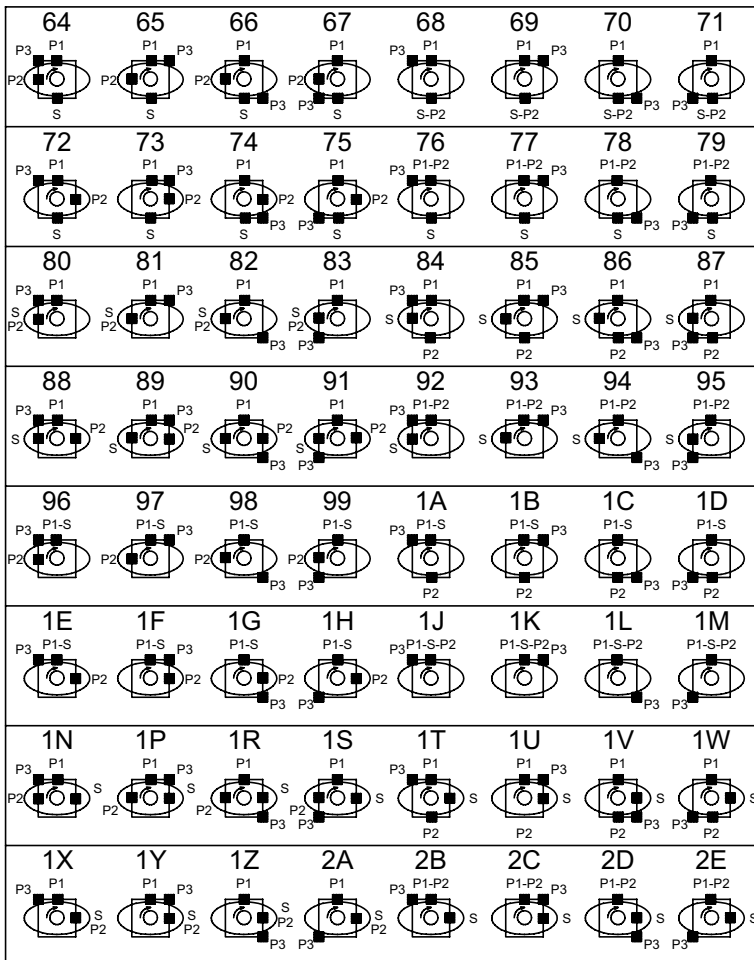 64 65 66 67 68 69 70 71
P1 P1 P1 P1 P1 P1 P1 P1
P3 P3 P3 P3
P2 P2 P2 P2
P3 P3 P3 P3
S S S S S-P2 S-P2 S-P2 S-P2
72 73 74 75 76 77 78 79
P1 P1 P1 P1 P1-P2 P1-P2 P1-P2 P1-P2
P3 P3 P3 P3
P2 P2 P2 P2
P3 P3 P3 P3
S S S S S S S S
80 81 82 83 84 85 86 87
P1 P1 P1 P1 P1 P1 P1 P1
P3 P3 P3 P3
S S S S S S S S
P2 P2 P2 P2
P3 P3 P3 P3
P2 P2 P2 P2
88 89 90 91 92 93 94 95
P1 P1 P1 P1 P1-P2 P1-P2 P1-P2 P1-P2
P3 P3 P3 P3
P2 P2 P2 P2
S S S S S S S S
P3 P3 P3 P3
96 97 98 99 1A 1B 1C 1D
P1-S P1-S P1-S P1-S P1-S P1-S P1-S P1-S
P3 P3 P3 P3
P2 P2 P2 P2
P3 P3 P3 P3
P2 P2 P2 P2
1E 1F 1G 1H 1J 1K 1L 1M
P1-S P1-S P1-S P1-S P1-S-P2 P1-S-P2 P1-S-P2 P1-S-P2
P3 P3 P3 P3
P2 P2 P2 P2
P3 P3 P3 P3
1N 1P 1R 1S 1T 1U 1V 1W
P1 P1 P1 P1 P1 P1 P1 P1
P3 P3 P3 P3
S S S S
P2 P2 P2 P2 S S S S
P3 P3 P3 P3
P2 P2 P2 P2
1X 1Y 1Z 2A 2B 2C 2D 2E
P1 P1 P1 P1 P1-P2 P1-P2 P1-P2 P1-P2
P3 P3 P3 P3
S S S S S S S S
P2 P2 P2 P2
P3 P3 P3 P3